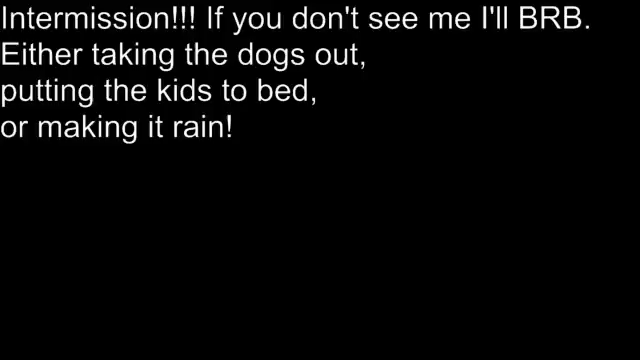 Intermission!!! If you don't see me I'll BRB.
Either taking the dogs out,
putting the kids to bed,
or making it rain!